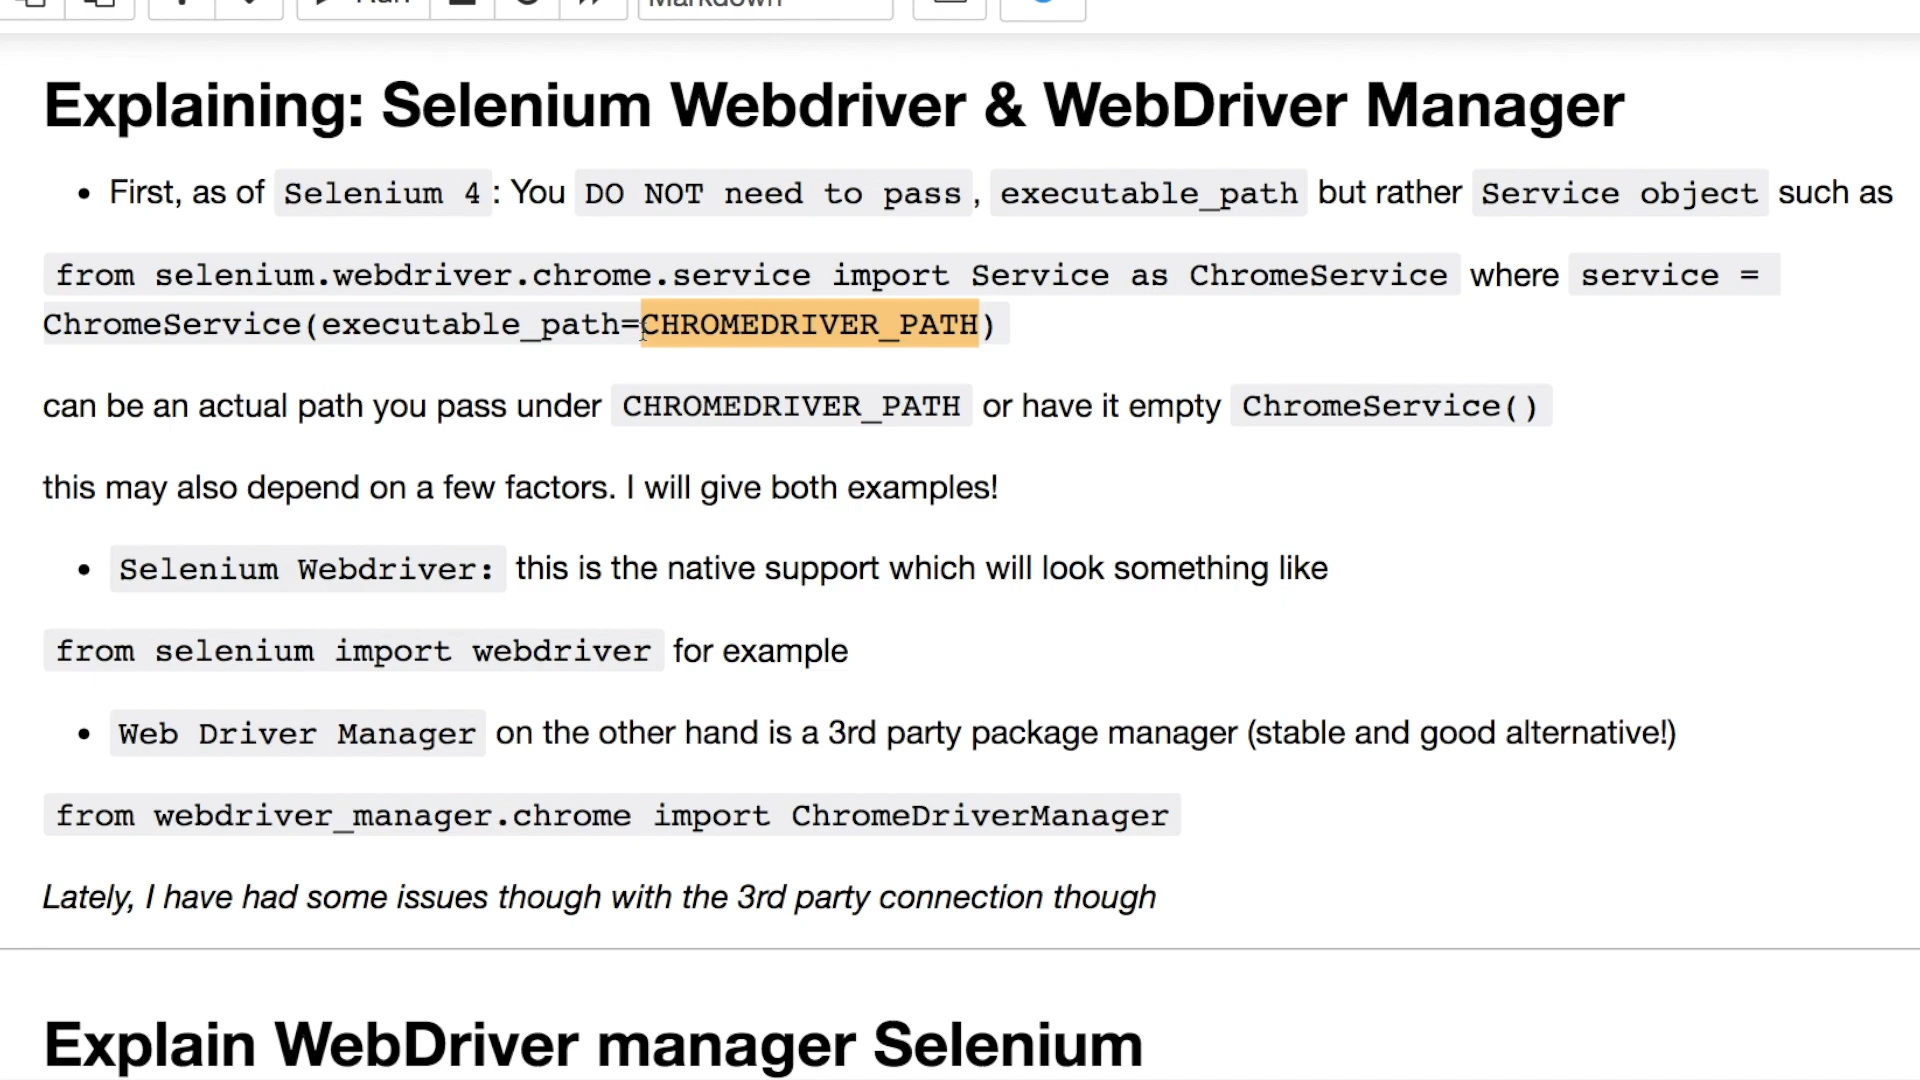 Run
Markdown
Explaining: Selenium Webdriver & WebDriver Manager
• First, as of Selenium 4: You DO NOT need to pass, executable_path but rather Service object such as
from selenium.webdriver.chrome.service import Service as ChromeService where service =
ChromeService(executable_path=CHROMEDRIVER_PATH)
can be an actual path you pass under CHROMEDRIVER_PATH or have it empty ChromeService()
this may also depend on a few factors. I will give both examples!
• Selenium Webdriver: this is the native support which will look something like
from selenium import webdriver for example
• Web Driver Manager on the other hand is a 3rd party package manager (stable and good alternative!)
from webdriver_manager.chrome import ChromeDriverManager
Lately, I have had some issues though with the 3rd party connection though
Explain WebDriver manager Selenium